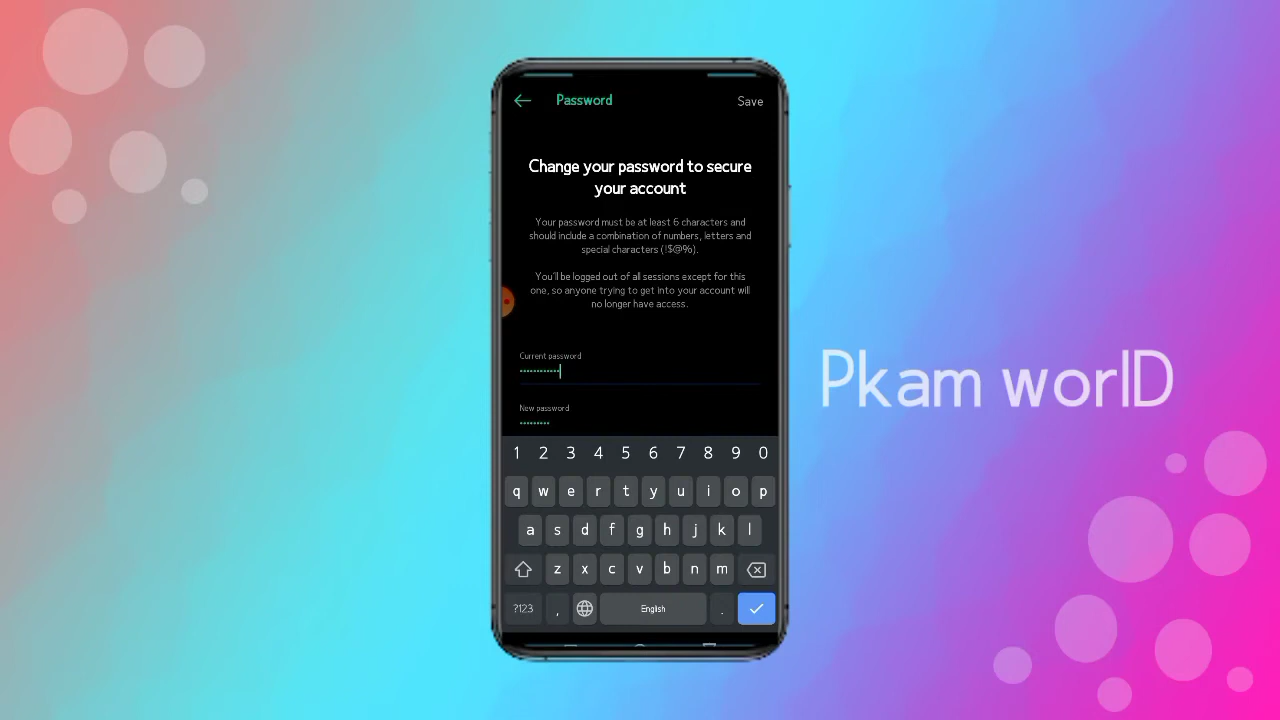 Password
Save
Change your password to secure
your account
Your password must be at least 6 characters and
should include a combination of numbers, letters and
special characters (!$@%).
You'll be logged out of all sessions except for this
one, so anyone trying to get into your account will
no longer have access.
Current password
New password
Pkam worlD
1 2 3 4 5 6 7 8 9 0
q w e r t y u i o p
a s d f g h j k l
z x c v b n m
?123 , English .